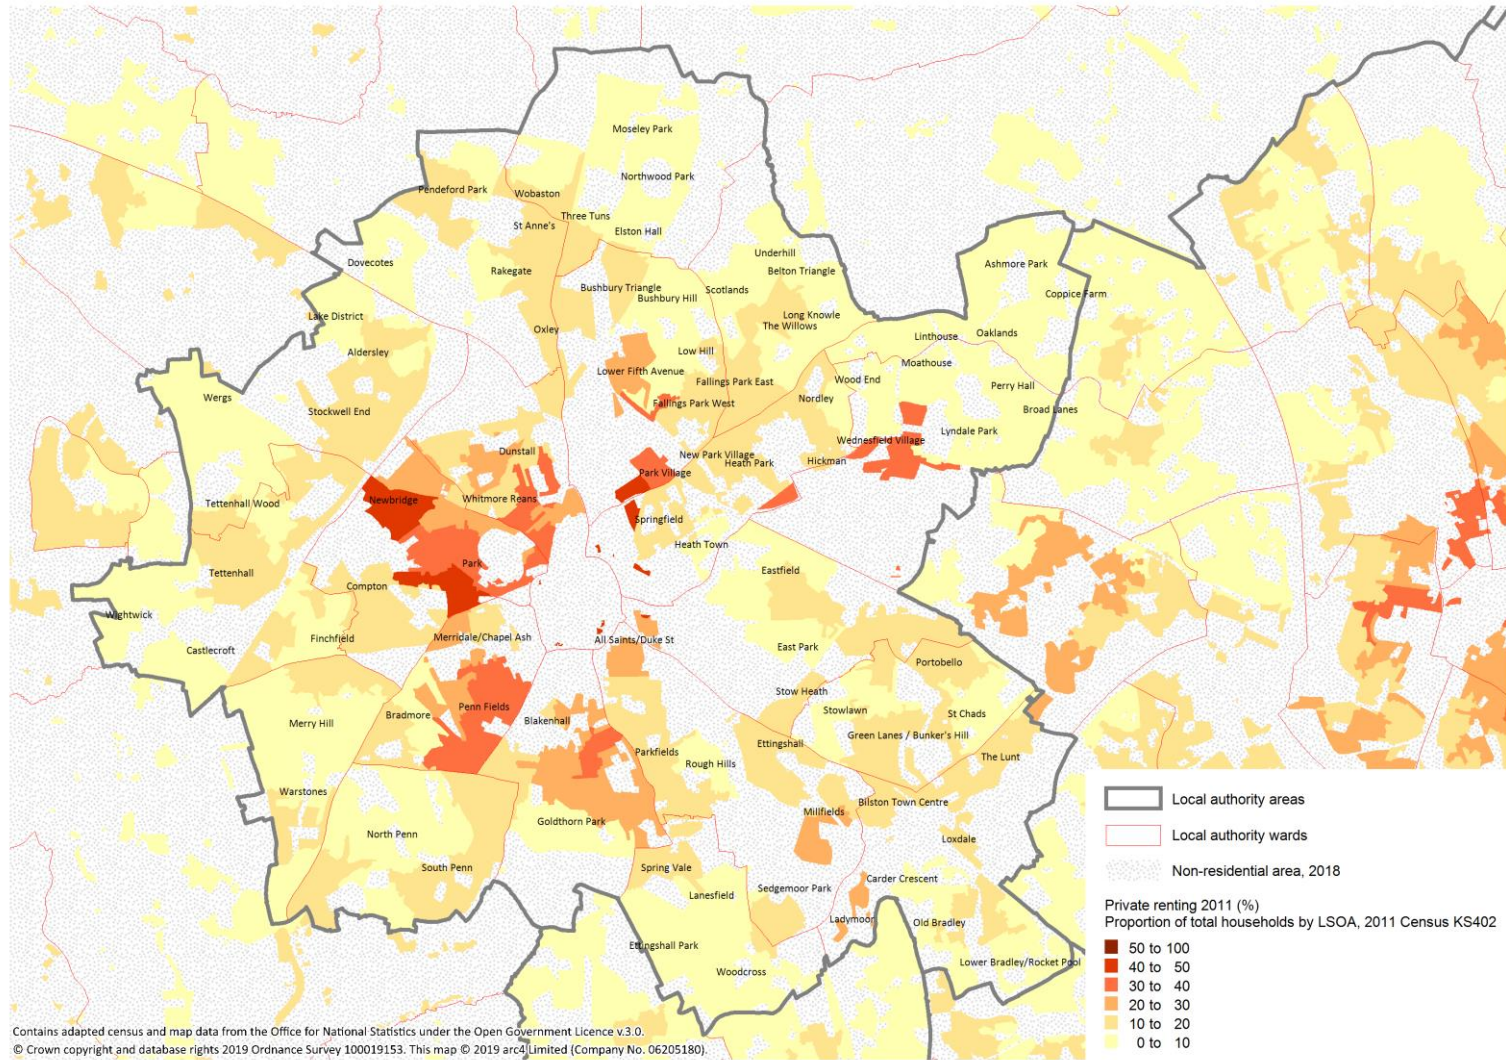 Moseley Park
Northwood Park
Pendeford Park
Wobaston
Three Tuns
St Anne's
Elston Hall
Underhill
Dovecotes
Rakegate
Belton Triangle
Ashmore Park
Bushbury Triangle
Scotlands
Bushbury Hill
Coppice Farm
Lake District
Long Knowle
The Willows
Oxley
Linthouse
Oaklands
Aldersley
Low Hill
Moathouse
Lower Fifth Avenue
Fallings Park East
Wood End
Perry Hall
Wergs
Nordley
Fallings Park West
Stockwell End
Broad Lanes
Lyndale Park
Wednesfield Village
Dunstall
New Park Village
Heath Park
Hickman
Park Village
Newbridge
Whitmore Reans
Tettenhall Wood
Springfield
Heath Town
Park
Tettenhall
Eastfield
Compton
Wightwick
Finchfield
Merridale/Chapel Ash
All Saints/Duke St
Castlecroft
East Park
Portobello
Stow Heath
Penn Fields
Stowlawn
St Chads
Merry Hill
Bradmore
Blakenhall
Green Lanes / Bunker's Hill
Ettingshall
Parkfields
The Lunt
Rough Hills
Warstones
Bilston Town Centre
Millfields
Goldthorn Park
North Penn
Loxdale
South Penn
Spring Vale
Carder Crescent
Sedgemoor Park
Lanesfield
Ladymoor
Old Bradley
Ettingshall Park
Lower Bradley/Rocket Pool
Woodcross
Local authority areas
Local authority wards
Non-residential area, 2018
Private renting 2011 (%)
Proportion of total households by LSOA, 2011 Census KS402
50 to 100
40 to 50
30 to 40
20 to 30
10 to 20
0 to 10
Contains adapted census and map data from the Office for National Statistics under the Open Government Licence v.3.0.
© Crown copyright and database rights 2019 Ordnance Survey 100019153. This map © 2019 arc4 Limited (Company No. 06205180).